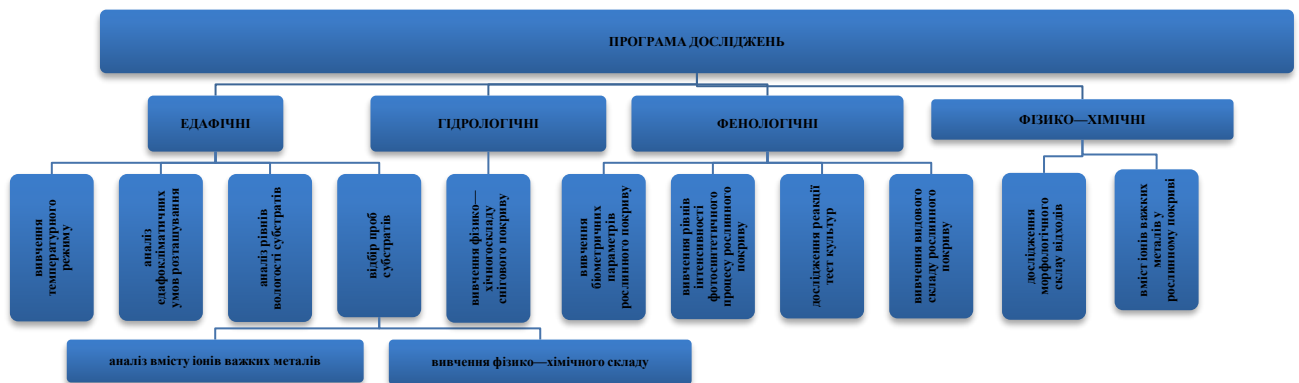 ПРОГРАМА ДОСЛІДЖЕНЬ
ЕДАФІЧНІ
ГІДРОЛОГІЧНІ
ФЕНОЛОГІЧНІ
ФІЗИКО—ХІМІЧНІ
вивчення
температурного
режиму
аналіз
едафокліматичних
умов розташування
аналіз рівнів
вологості субстратів
відбір проб
субстратів
вивчення фізико—
хічногоскладу
снігового покриву
вивчення
біометричних
параметрів
рослинного покриву
вивчення рівнів
інтенсивності
фотосинтетичного
процесу рослинного
покриву
дослідження реакції
тест культур
вивчення видового
складу рослинного
покриву
дослідження
морфологічного
склау відходів
вміст іонів важких
металів у
рослинному покриві
аналіз вмісту іонів важких металів
вивчення фізико—хімічного складу